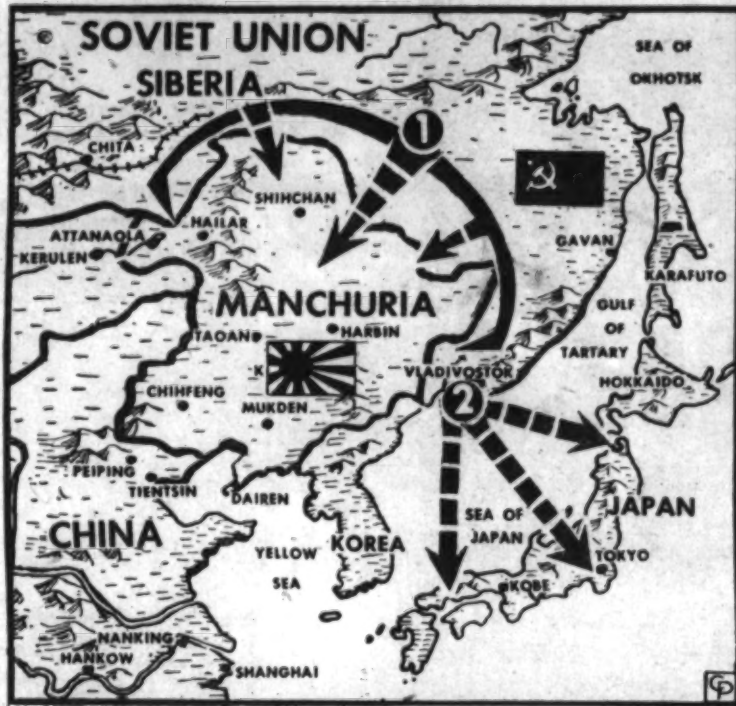 SOVIET UNION
SIBERIA
SEA OF
OKHOTSK
1
CHITA
SHIHCHAN
ATTANAOLA
HAILAR
KERULEN
GAVAN
KARAFUTO
MANCHURIA
TAOAN
HARBIN
GULF
OF
TARTARY
K
VLADIVOSTOK
HOKKAIDO
CHIHFENG
2
MUKDEN
PEIPING
TIENTSIN
DAIREN
CHINA
YELLOW
SEA
KOREA
SEA OF
JAPAN
JAPAN
TOKYO
KOBE
NANKING
HANKOW
SHANGHAI
CP